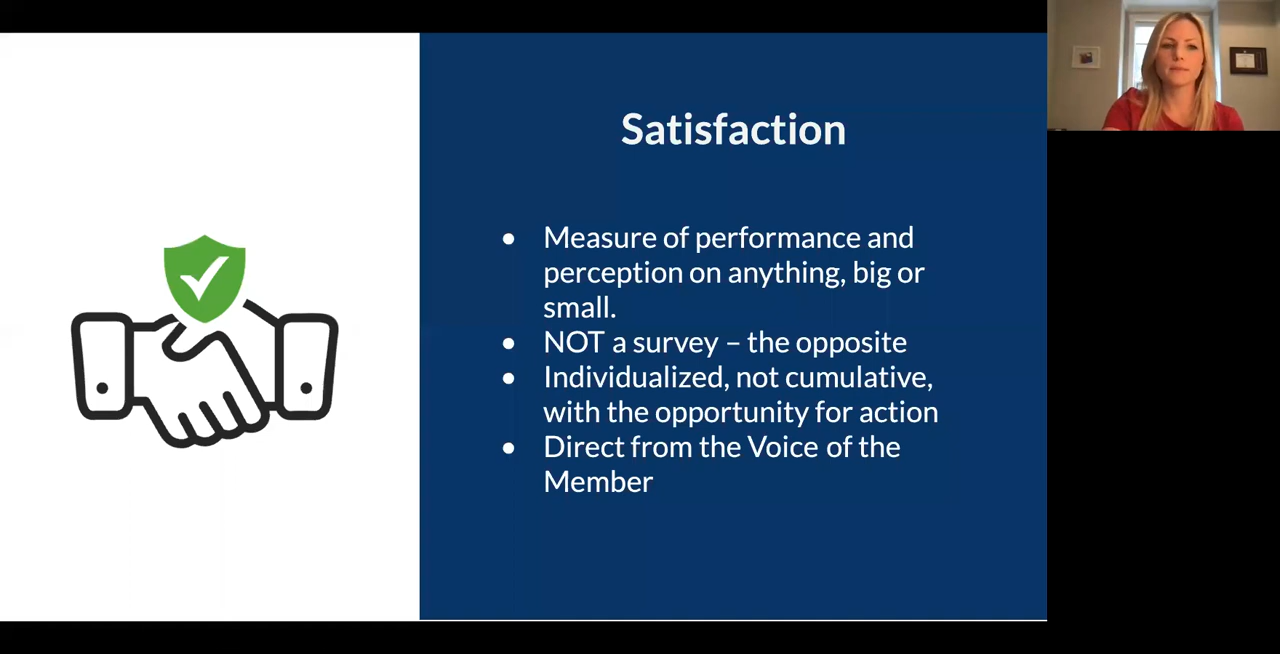 Satisfaction
● Measure of performance and
perception on anything, big or
small.
● NOT a survey – the opposite
● Individualized, not cumulative,
with the opportunity for action
● Direct from the Voice of the
Member